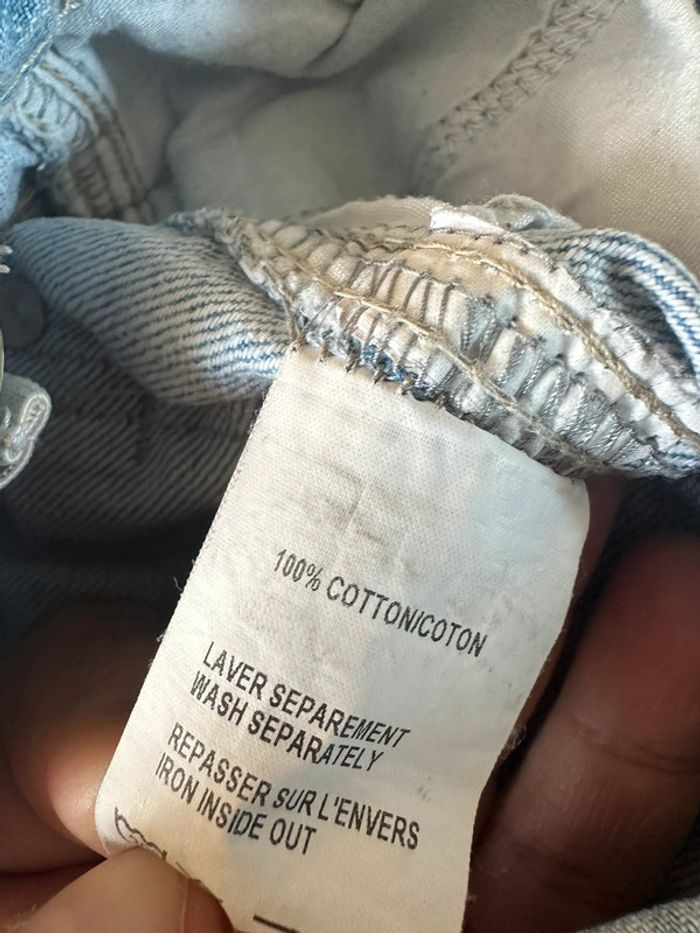 100% COTTON/COTON
LAVER SEPAREMENT
WASH SEPARATELY
REPASSER SUR L'ENVERS
IRON INSIDE OUT